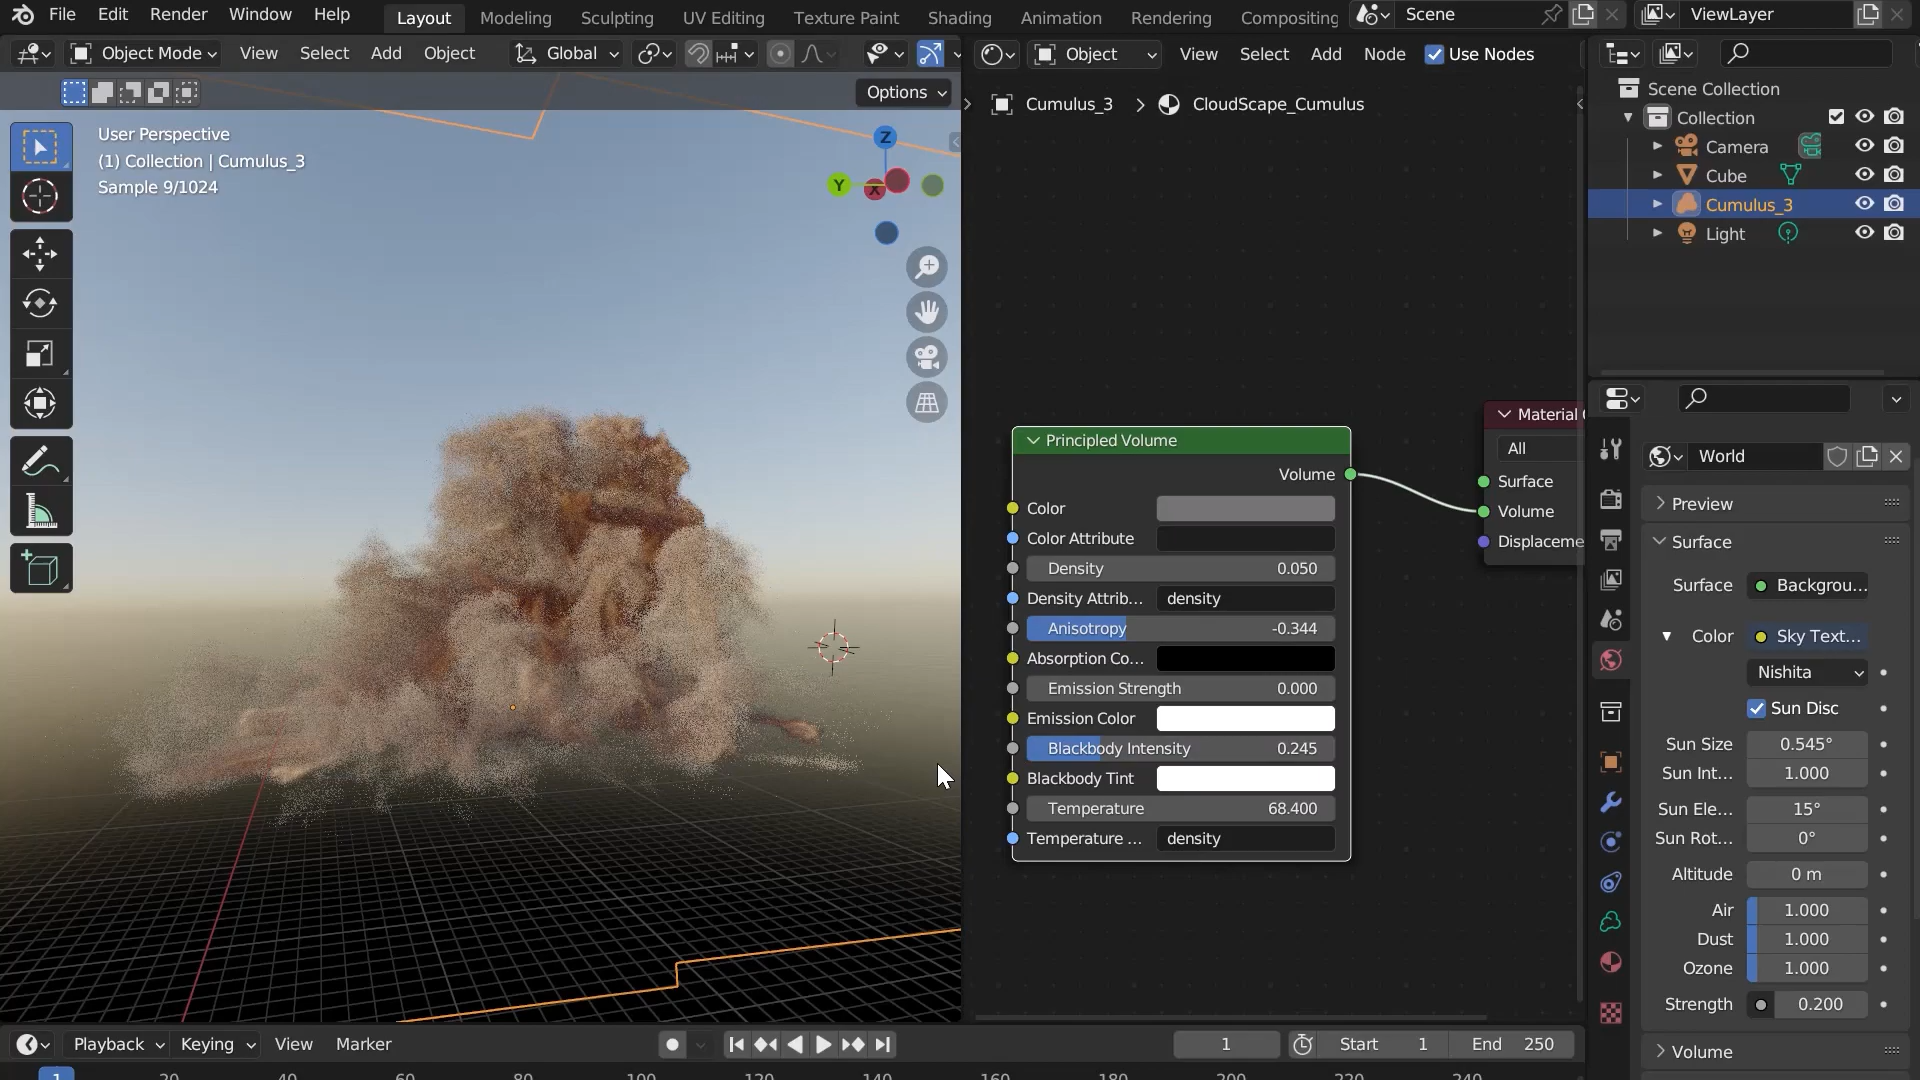 File Edit Render Window Help Layout Modeling Sculpting UV Editing Texture Paint Shading Animation Rendering Compositing Scene ViewLayer
Object Mode View Select Add Object Global
Object View Select Add Node Use Nodes
Options
User Perspective
(1) Collection | Cumulus_3
Sample 9/1024
Z
Y
X
Cumulus_3 > CloudScape_Cumulus
Principled Volume
Volume
Color
Color Attribute
Density 0.050
Density Attrib... density
Anisotropy -0.344
Absorption Co...
Emission Strength 0.000
Emission Color
Blackbody Intensity 0.245
Blackbody Tint
Temperature 68.400
Temperature ... density
Material
All
Surface
Volume
Displaceme
Scene Collection
Collection
Camera
Cube
Cumulus_3
Light
World
Preview
Surface
Surface Backgrou...
Color Sky Text...
Nishita
Sun Disc
Sun Size 0.545°
Sun Int... 1.000
Sun Ele... 15°
Sun Rot... 0°
Altitude 0 m
Air 1.000
Dust 1.000
Ozone 1.000
Strength 0.200
Volume
Playback Keying View Marker 1 Start 1 End 250
1 20 40 60 80 100 120 140 160 180 200 220 240